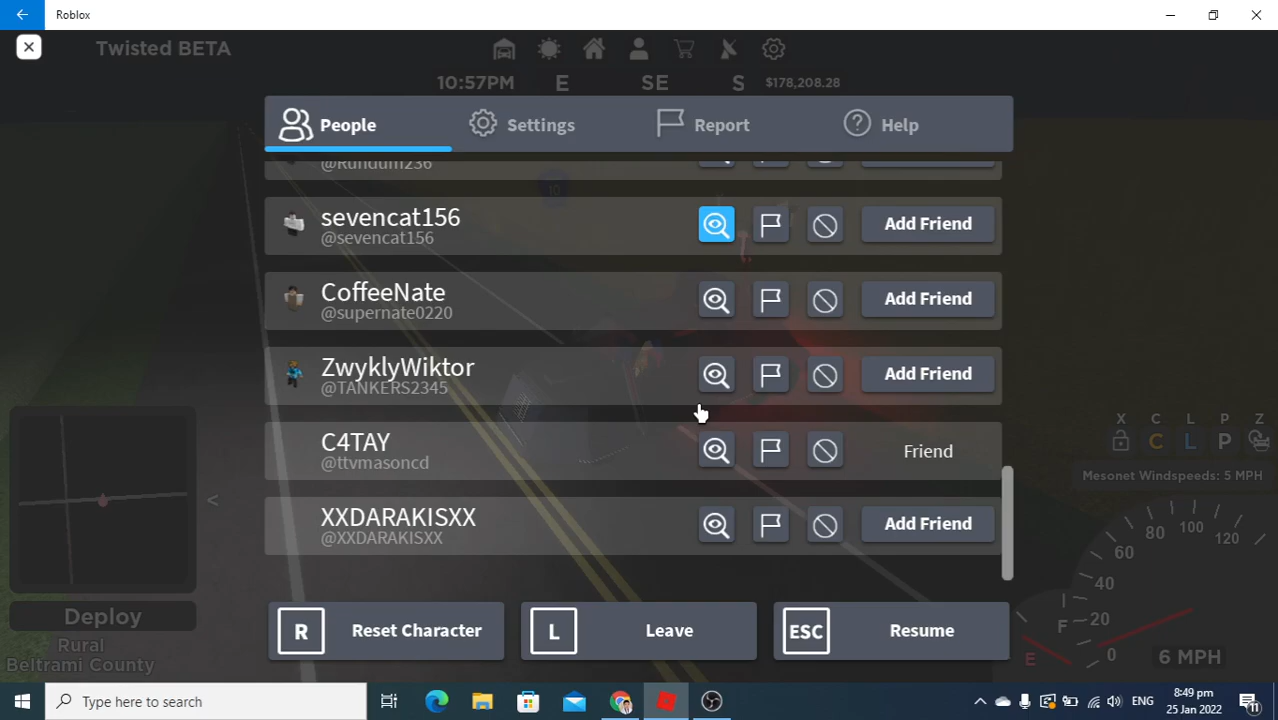 Roblox
Twisted BETA
10:57PM E SE S $178,208.28
People Settings Report Help
@Rundum236
10
sevencat156
@sevencat156
Add Friend
CoffeeNate
@supernate0220
Add Friend
ZwyklyWiktor
@TANKERS2345
Add Friend
C4TAY
@ttvmasoncd
Friend
XXDARAKISXX
@XXDARAKISXX
Add Friend
X C L P Z
C L P
Mesonet Windspeeds: 5 MPH
<
Deploy
Rural
Beltrami County
R Reset Character L Leave ESC Resume
120
100
80
60
40
20
0
F
E
6 MPH
Type here to search
ENG
8:49 pm
25 Jan 2022
11